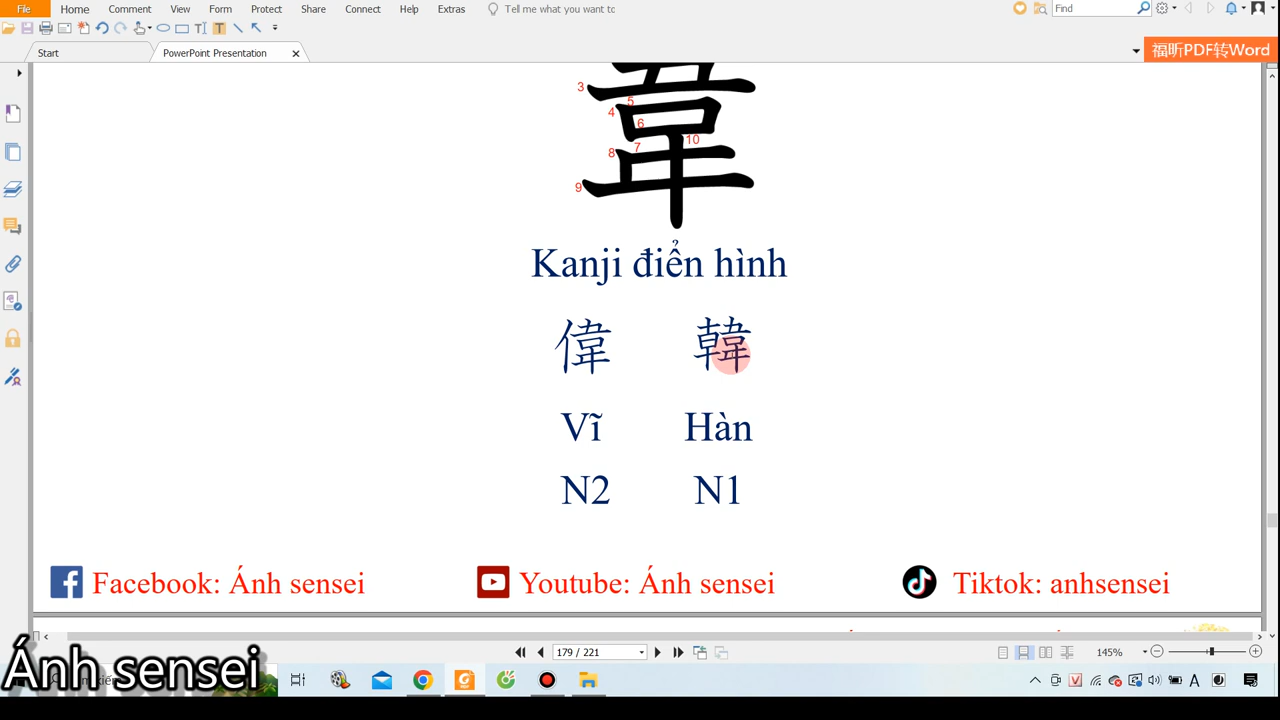 File Home Comment View Form Protect Share Connect Help Extras Tell me what you want to Find
Start PowerPoint Presentation 福昕PDF转Word
韋
3
5
4
6
10
7
8
9
Kanji điển hình
偉 韓
Vĩ Hàn
N2 N1
Facebook: Ánh sensei Youtube: Ánh sensei Tiktok: anhsensei
179 / 221 145%
Ánh sensei